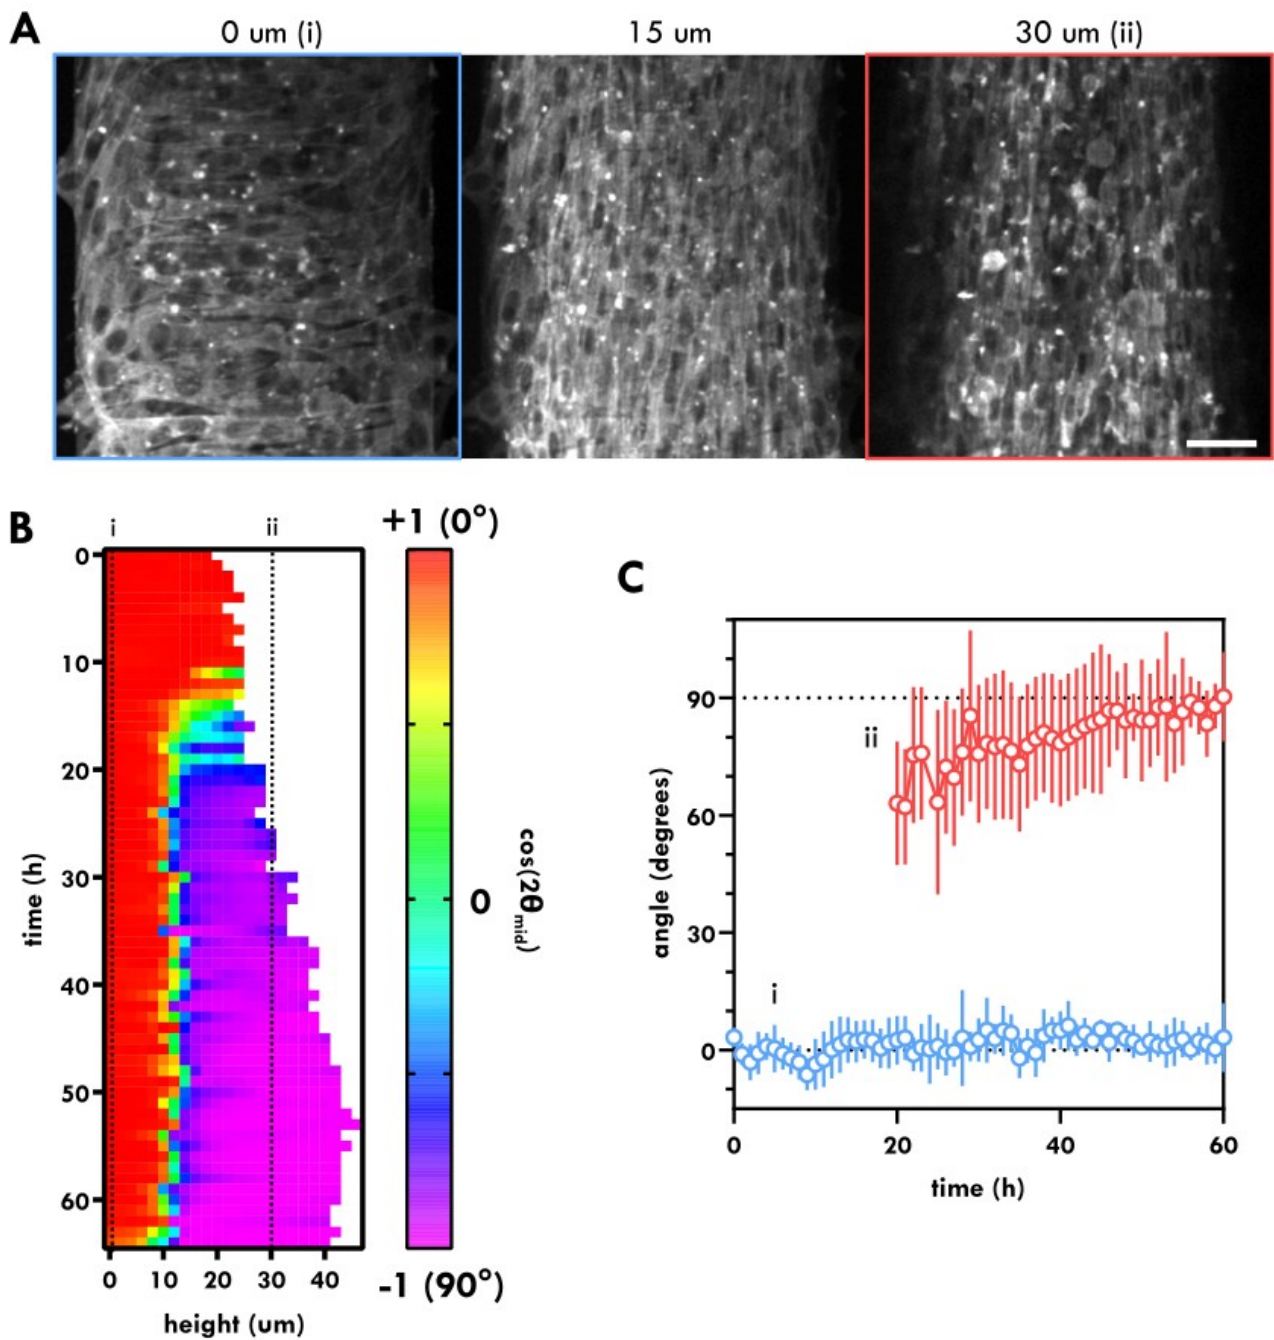 A
0 um (i)
15 um
30 um (ii)
B
i
ii
0
10
20
30
40
50
60
time (h)
0 10 20 30 40
height (um)
+1 (0°)
0
-1 (90°)
cos(2θmid)
C
90
60
30
0
angle (degrees)
ii
i
0 20 40 60
time (h)